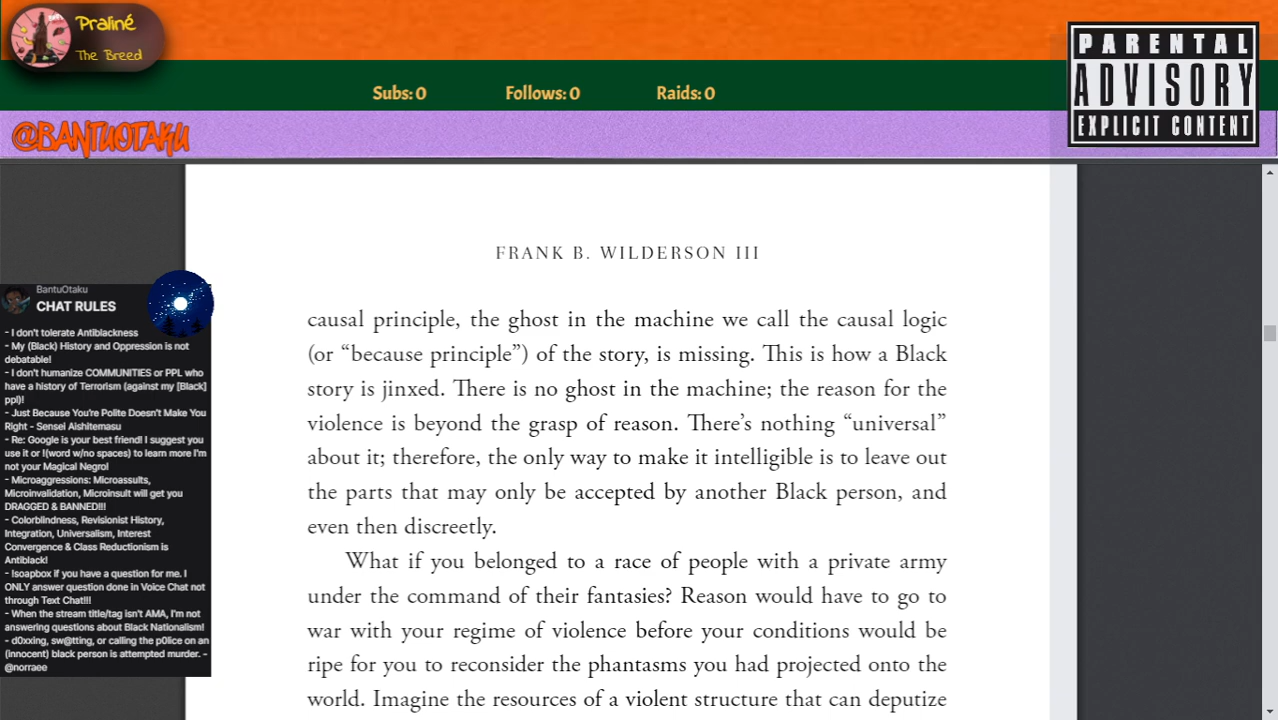 Praliné
The Breed
PARENTAL
ADVISORY
EXPLICIT CONTENT
Subs: 0
Follows: 0
Raids: 0
@BANTUOTAKU
FRANK B. WILDERSON III
causal principle, the ghost in the machine we call the causal logic
(or “because principle”) of the story, is missing. This is how a Black
story is jinxed. There is no ghost in the machine; the reason for the
violence is beyond the grasp of reason. There’s nothing “universal”
about it; therefore, the only way to make it intelligible is to leave out
the parts that may only be accepted by another Black person, and
even then discreetly.
What if you belonged to a race of people with a private army
under the command of their fantasies? Reason would have to go to
war with your regime of violence before your conditions would be
ripe for you to reconsider the phantasms you had projected onto the
world. Imagine the resources of a violent structure that can deputize
BantuOtaku
CHAT RULES
- I don't tolerate Antiblackness
- My (Black) History and Oppression is not
debatable!
- I don't humanize COMMUNITIES or PPL who
have a history of Terrorism (against my [Black]
ppl)!
- Just Because You're Polite Doesn't Make You
Right - Sensei Aishitemasu
- Re: Google is your best friend! I suggest you
use it or !(word w/no spaces) to learn more I'm
not your Magical Negro!
- Microaggressions: Microassults,
Microinvalidation, Microinsult will get you
DRAGGED & BANNED!!!
- Colorblindness, Revisionist History,
Integration, Universalism, Interest
Convergence & Class Reductionism is
Antiblack!
- !soapbox if you have a question for me. I
ONLY answer question done in Voice Chat not
through Text Chat!!!
- When the stream title/tag isn't AMA, I'm not
answering questions about Black Nationalism!
- d0xxing, sw@tting, or calling the p0lice on an
(innocent) black person is attempted murder. -
@norraee